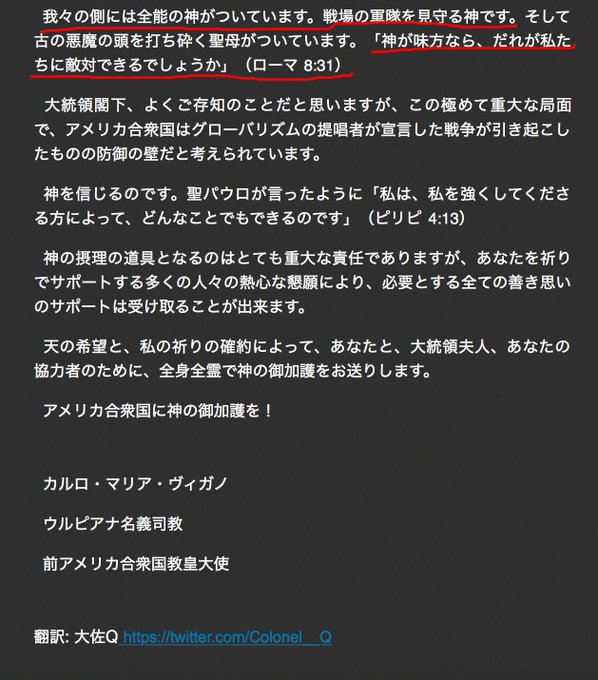 我々の側には全能の神がついています。戦場の軍隊を見守る神です。そして
古の悪魔の頭を打ち砕く聖母がついています。「神が味方なら、だれが私た
ちに敵対できるでしょうか」（ローマ 8:31）
大統領閣下、よくご存知のことだと思いますが、この極めて重大な局面
で、アメリカ合衆国はグローバリズムの提唱者が宣言した戦争が引き起こし
たものの防御の壁だと考えられています。
神を信じるのです。聖パウロが言ったように「私は、私を強くしてくださ
る方によって、どんなことでもできるのです」（ピリピ 4:13）
神の摂理の道具となるのはとても重大な責任でありますが、あなたを祈り
でサポートする多くの人々の熱心な懇願により、必要とする全ての善き思い
のサポートは受け取ることが出来ます。
天の希望と、私の祈りの確約によって、あなたと、大統領夫人、あなたの
協力者のために、全身全霊で神の御加護をお送りします。
アメリカ合衆国に神の御加護を！
カルロ・マリア・ヴィガノ
ウルピアナ名義司教
前アメリカ合衆国教皇大使
翻訳: 大佐Q https://twitter.com/Colonel__Q